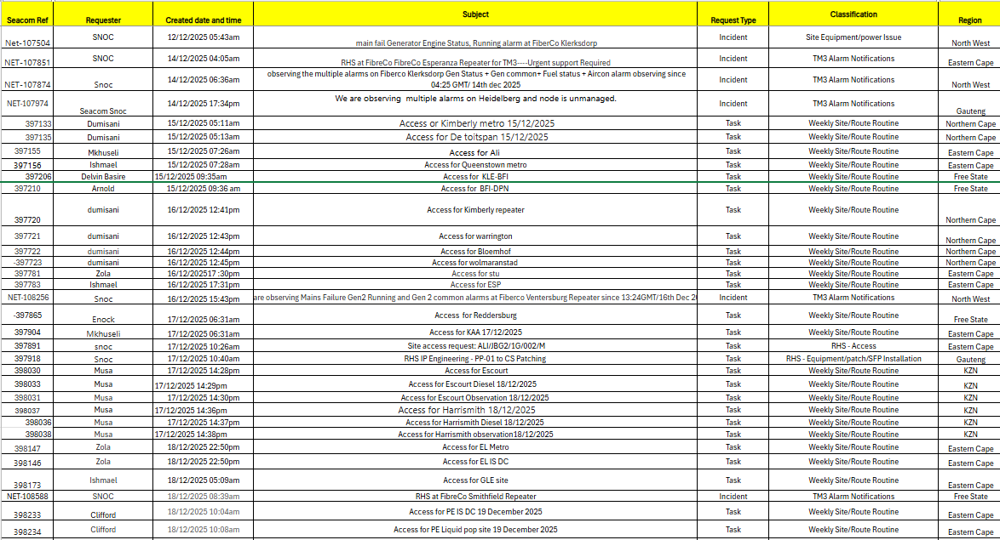 Seacom Ref Requester Created date and time Subject Request Type Classification Region
Net-107504 SNOC 12/12/2025 05:43am main fail Generator Engine Status, Running alarm at FiberCo Klerksdorp Incident Site Equipment/power Issue North West
NET-107851 SNOC 14/12/2025 04:05am RHS at FibreCo FibreCo Esperanza Repeater for TM3----Urgent support Required Incident TM3 Alarm Notifications Eastern Cape
NET-107874 Snoc 14/12/2025 06:36am observing the multiple alarms on Fiberco Klerksdorp Gen Status + Gen common+ Fuel status + Aircon alarm observing since
04:25 GMT/ 14th dec 2025 Incident TM3 Alarm Notifications North West
NET-107974 Seacom Snoc 14/12/2025 17:34pm We are observing multiple alarms on Heidelberg and node is unmanaged. Incident TM3 Alarm Notifications Gauteng
397133 Dumisani 15/12/2025 05:11am Access or Kimberly metro 15/12/2025 Task Weekly Site/Route Routine Northern Cape
397135 Dumisani 15/12/2025 05:13am Access for De toitspan 15/12/2025 Task Weekly Site/Route Routine Northern Cape
397155 Mkhuseli 15/12/2025 07:26am Access for Ali Task Weekly Site/Route Routine Eastern Cape
397156 Ishmael 15/12/2025 07:28am Access for Queenstown metro Task Weekly Site/Route Routine Eastern Cape
397206 Delvin Basire 15/12/2025 09:35am Access for KLE-BFI Task Weekly Site/Route Routine Free State
397210 Arnold 15/12/2025 09:36 am Access for BFI-DPN Task Weekly Site/Route Routine Free State
397720 dumisani 16/12/2025 12:41pm Access for Kimberly repeater Task Weekly Site/Route Routine Northern Cape
397721 dumisani 16/12/2025 12:43pm Access for warrington Task Weekly Site/Route Routine Northern Cape
397722 dumisani 16/12/2025 12:44pm Access for Bloemhof Task Weekly Site/Route Routine Northern Cape
-397723 dumisani 16/12/2025 12:45pm Access for wolmaranstad Task Weekly Site/Route Routine Northern Cape
397781 Zola 16/12/202517 :30pm Access for stu Task Weekly Site/Route Routine Eastern Cape
397783 Ishmael 16/12/2025 17:31pm Access for ESP Task Weekly Site/Route Routine Eastern Cape
NET-108256 Snoc 16/12/2025 15:43pm are observing Mains Failure Gen2 Running and Gen 2 common alarms at Fiberco Ventersburg Repeater since 13:24GMT/16th Dec 20 Incident TM3 Alarm Notifications North West
-397865 Enock 17/12/2025 06:31am Access for Reddersburg Task Weekly Site/Route Routine Free State
397904 Mkhuseli 17/12/2025 06:31am Access for KAA 17/12/2025 Task Weekly Site/Route Routine Eastern Cape
397891 snoc 17/12/2025 10:26am Site access request: ALI/JBG2/1G/002/M Task RHS - Access Eastern Cape
397918 Snoc 17/12/2025 10:40am RHS IP Engineering - PP-01 to CS Patching Task RHS - Equipment/patch/SFP Installation Gauteng
398030 Musa 17/12/2025 14:28pm Access for Escourt Task Weekly Site/Route Routine KZN
398033 Musa 17/12/2025 14:29pm Access for Escourt Diesel 18/12/2025 Task Weekly Site/Route Routine KZN
398031 Musa 17/12/2025 14:30pm Access for Escourt Observation 18/12/2025 Task Weekly Site/Route Routine KZN
398037 Musa 17/12/2025 14:36pm Access for Harrismith 18/12/2025 Task Weekly Site/Route Routine KZN
398036 Musa 17/12/2025 14:37pm Access for Harrismith Diesel 18/12/2025 Task Weekly Site/Route Routine KZN
398038 Musa 17/12/2025 14:38pm Access for Harrismith observation18/12/2025 Task Weekly Site/Route Routine KZN
398147 Zola 18/12/2025 22:50pm Access for EL Metro Task Weekly Site/Route Routine Eastern Cape
398146 Zola 18/12/2025 22:50pm Access for EL IS DC Task Weekly Site/Route Routine Eastern Cape
398173 Ishmael 18/12/2025 05:09am Access for GLE site Task Weekly Site/Route Routine Eastern Cape
NET-108588 SNOC 18/12/2025 08:39am RHS at FibreCo Smithfield Repeater Incident TM3 Alarm Notifications Free State
398233 Clifford 18/12/2025 10:04am Access for PE IS DC 19 December 2025 Task Weekly Site/Route Routine Eastern Cape
398234 Clifford 18/12/2025 10:08am Access for PE Liquid pop site 19 December 2025 Task Weekly Site/Route Routine Eastern Cape